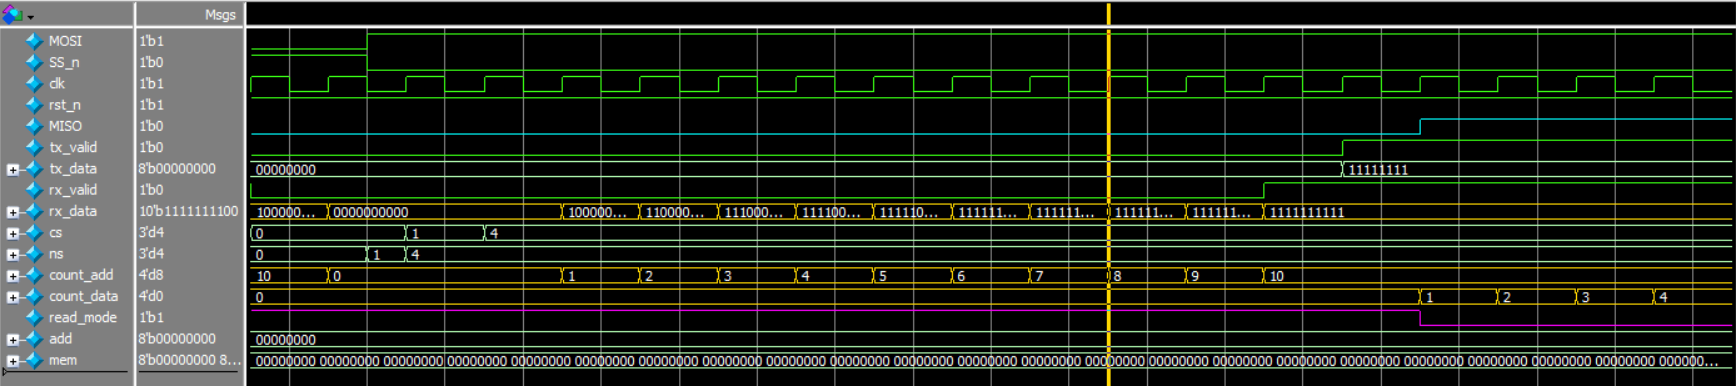 Msgs
MOSI 1'b1
SS_n 1'b0
clk 1'b1
rst_n 1'b1
MISO 1'b0
tx_valid 1'b0
tx_data 8'b00000000 00000000 11111111
rx_valid 1'b0
rx_data 10'b1111111100 100000... 0000000000 100000... 110000... 111000... 111100... 111110... 111111... 111111... 111111... 111111... 1111111111
cs 3'd4 0 1 4
ns 3'd4 0 1 4
count_add 4'd8 10 0 1 2 3 4 5 6 7 8 9 10
count_data 4'd0 0 1 2 3 4
read_mode 1'b1
add 8'b00000000 00000000
mem 8'b00000000 8... 00000000 00000000 00000000 00000000 00000000 00000000 00000000 00000000 00000000 00000000 00000000 00000000 00000000 00000000 00000000 00000000 00000000 00000000 00000000 00000000 00000000 00000000 000000...